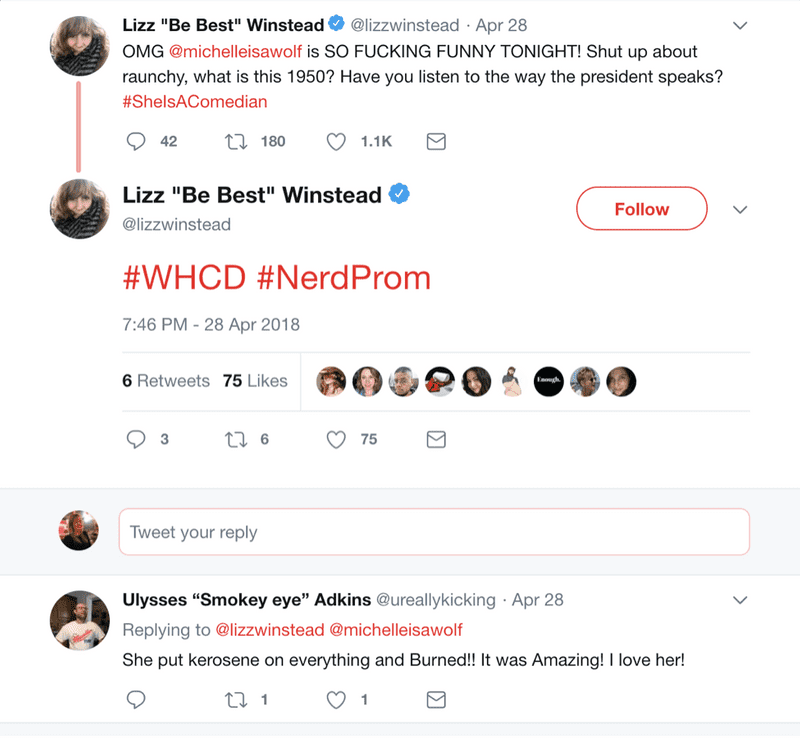 Lizz "Be Best" Winstead @lizzwinstead · Apr 28
OMG @michelleisawolf is SO FUCKING FUNNY TONIGHT! Shut up about
raunchy, what is this 1950? Have you listen to the way the president speaks?
#SheIsAComedian
42 180 1.1K
Lizz "Be Best" Winstead
@lizzwinstead
Follow
#WHCD #NerdProm
7:46 PM - 28 Apr 2018
6 Retweets 75 Likes
Enough.
3 6 75
Tweet your reply
Ulysses “Smokey eye” Adkins @ureallykicking · Apr 28
Replying to @lizzwinstead @michelleisawolf
She put kerosene on everything and Burned!! It was Amazing! I love her!
1 1